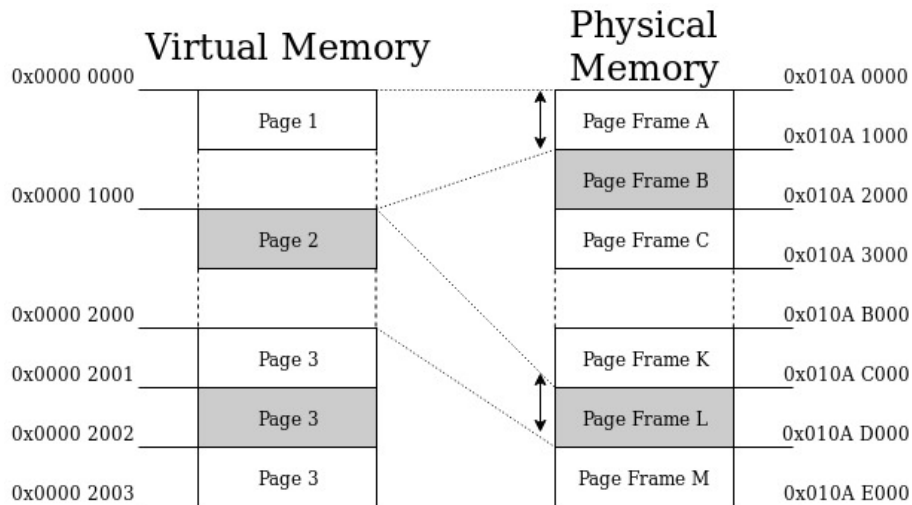 Virtual Memory
Physical
Memory
0x0000 0000
0x010A 0000
Page 1
Page Frame A
0x010A 1000
Page Frame B
0x0000 1000
0x010A 2000
Page 2
Page Frame C
0x010A 3000
0x0000 2000
0x010A B000
Page 3
Page Frame K
0x0000 2001
0x010A C000
Page 3
Page Frame L
0x0000 2002
0x010A D000
Page 3
Page Frame M
0x0000 2003
0x010A E000